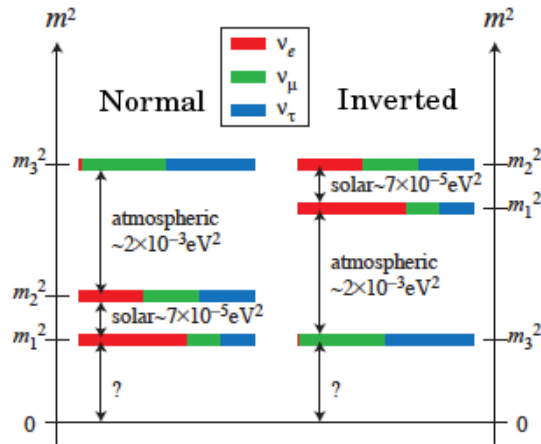 m²
m²
νe
νμ
ντ
Normal
Inverted
m₃²
m₂²
solar~7×10⁻⁵eV²
m₁²
atmospheric
~2×10⁻³eV²
atmospheric
~2×10⁻³eV²
m₂²
solar~7×10⁻⁵eV²
m₁²
m₃²
?
?
0
0